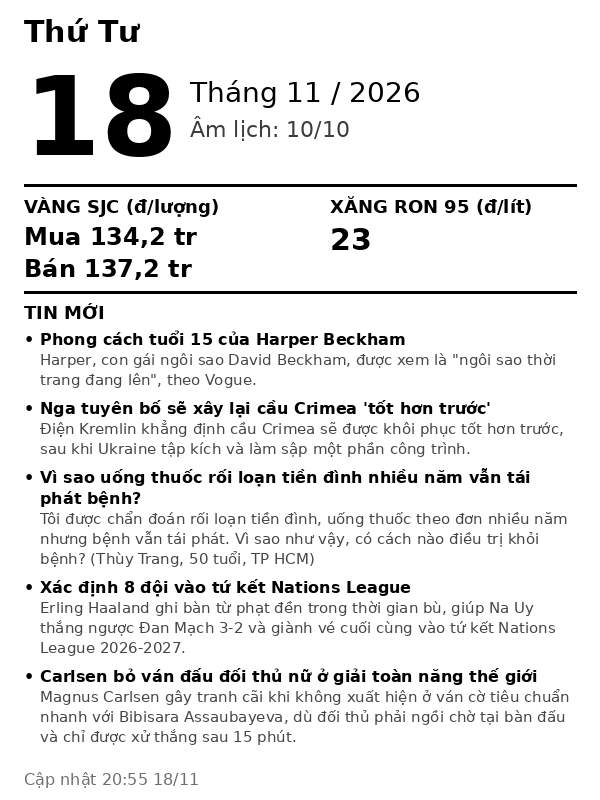 Thứ Tư
18
Tháng 11 / 2026
Âm lịch: 10/10
VÀNG SJC (đ/lượng)
Mua 134,2 tr
Bán 137,2 tr
XĂNG RON 95 (đ/lít)
23
TIN MỚI
• Phong cách tuổi 15 của Harper Beckham
Harper, con gái ngôi sao David Beckham, được xem là "ngôi sao thời
trang đang lên", theo Vogue.
• Nga tuyên bố sẽ xây lại cầu Crimea 'tốt hơn trước'
Điện Kremlin khẳng định cầu Crimea sẽ được khôi phục tốt hơn trước,
sau khi Ukraine tập kích và làm sập một phần công trình.
• Vì sao uống thuốc rối loạn tiền đình nhiều năm vẫn tái
phát bệnh?
Tôi được chẩn đoán rối loạn tiền đình, uống thuốc theo đơn nhiều năm
nhưng bệnh vẫn tái phát. Vì sao như vậy, có cách nào điều trị khỏi
bệnh? (Thùy Trang, 50 tuổi, TP HCM)
• Xác định 8 đội vào tứ kết Nations League
Erling Haaland ghi bàn từ phạt đền trong thời gian bù, giúp Na Uy
thắng ngược Đan Mạch 3-2 và giành vé cuối cùng vào tứ kết Nations
League 2026-2027.
• Carlsen bỏ ván đấu đối thủ nữ ở giải toàn năng thế giới
Magnus Carlsen gây tranh cãi khi không xuất hiện ở ván cờ tiêu chuẩn
nhanh với Bibisara Assaubayeva, dù đối thủ phải ngồi chờ tại bàn đấu
và chỉ được xử thắng sau 15 phút.
Cập nhật 20:55 18/11